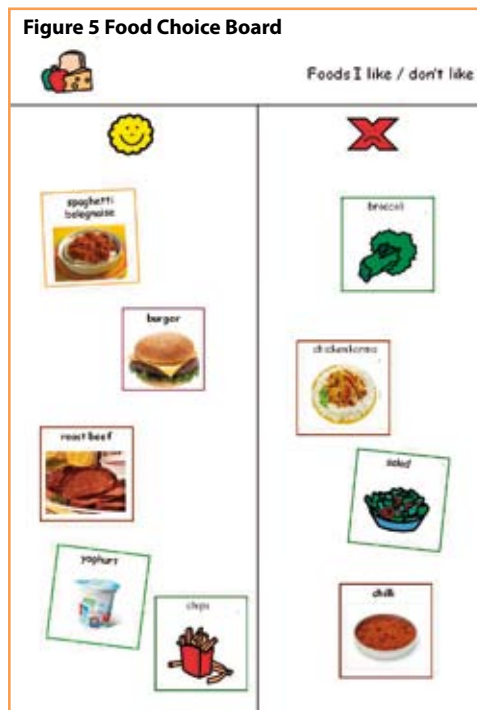 Figure 5 Food Choice Board
Foods I like / don't like
spaghetti
bolognaise
burger
roast beef
yoghurt
chips
broccoli
chicken korma
salad
chilli